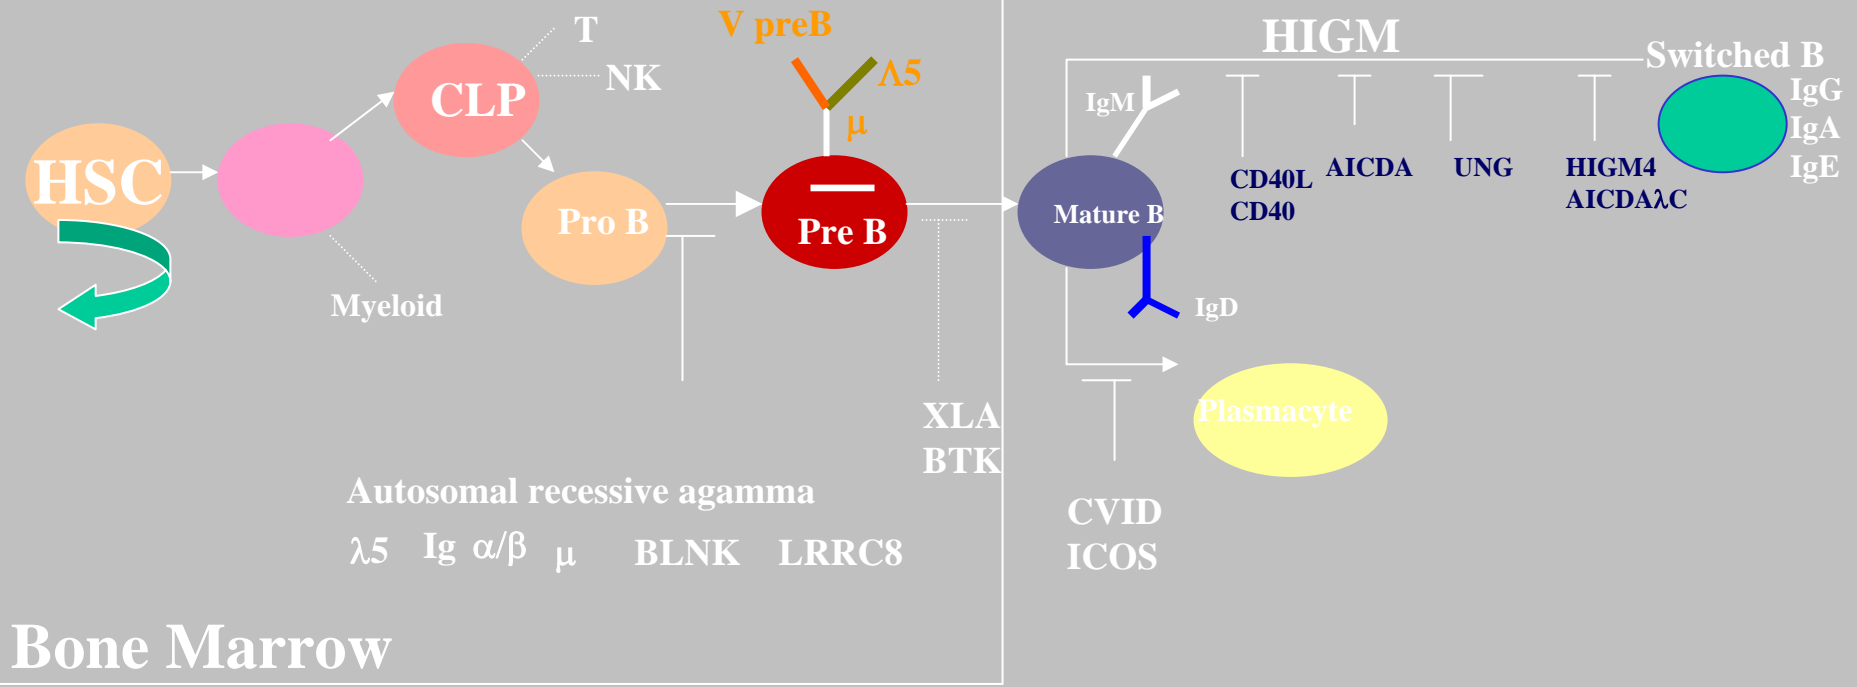 V preB
T
HIGM
Switched B
NK
Λ5
CLP
IgM
IgG
μ
IgA
HSC
CD40L
AICDA
UNG
HIGM4
IgE
CD40
AICDAλC
Pro B
Pre B
Mature B
Myeloid
IgD
XLA
BTK
Plasmacyte
Autosomal recessive agamma
λ5 Ig α/β μ BLNK LRRC8
CVID
ICOS
Bone Marrow